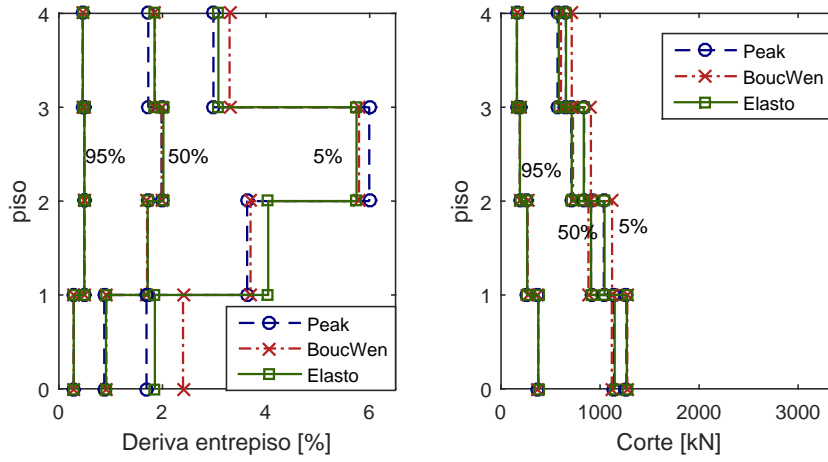 4
3
2
1
0
piso
95%
50%
5%
Peak
BoucWen
Elasto
0
2
4
6
Deriva entrepiso [%]
4
3
2
1
0
piso
Peak
BoucWen
Elasto
95%
50%
5%
0
1000
2000
3000
Corte [kN]